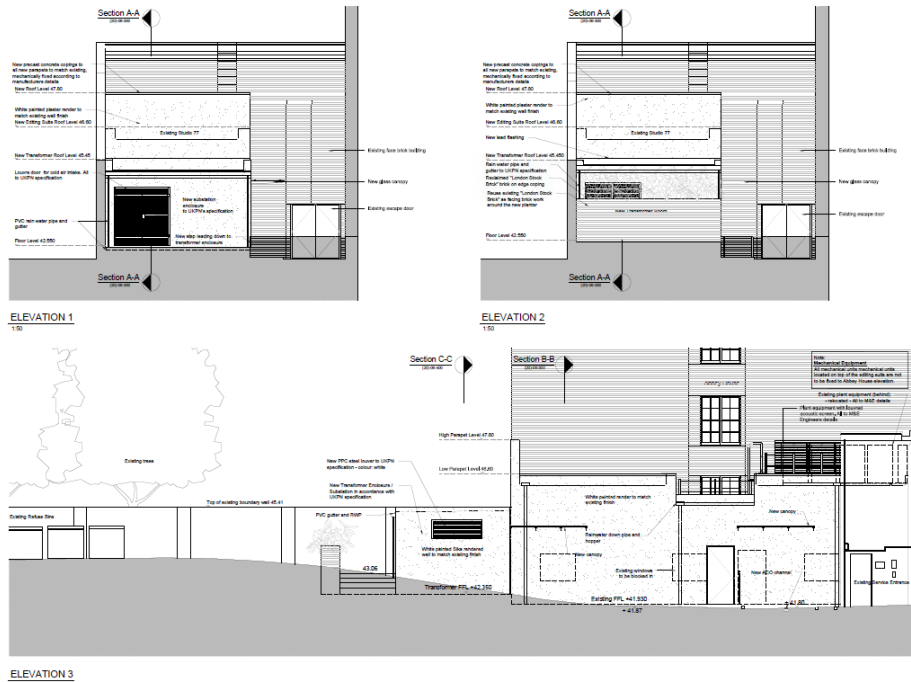 Section A-A
(20)-08-300
New precast concrete copings to
all new parapets to match existing,
mechanically fixed according to
manufacturers details
New Roof Level 47.80
White painted plaster render to
match existing wall finish
New Editing Suite Roof Level 46.60
Existing Studio 77
New Transformer Roof Level 45.45
Louvre door for cold air intake. All
to UKPN specification
New substation
enclosure
to UKPN's specification
PVC rain water pipe and
gutter
New step leading down to
transformer enclosure
Floor Level 42.550
Existing face brick building
New glass canopy
Existing escape door
Section A-A
ELEVATION 1
1:50
Section A-A
New precast concrete copings to
all new parapets to match existing,
mechanically fixed according to
manufacturers details
New Roof Level 47.80
White painted plaster render to
match existing wall finish
New Editing Suite Roof Level 46.60
Existing Studio 77
New lead flashing
New Transformer Roof Level 45.450
Rain water pipe and
gutter to UKPN specification
Reclaimed "London Stock
Brick" brick on edge coping
Reuse existing "London Stock
Brick" as facing brick work
around the new planter
New Transformer Room
Floor Level 42.550
Existing face brick building
New glass canopy
Existing escape door
Section A-A
ELEVATION 2
1:50
Section C-C
Section B-B
Abbey House
Note:
Mechanical Equipment
All mechanical units mechanical units
located on top of the editing suite are not
to be fixed to Abbey House elevation.
Existing plant equipment (behind)
- relocated - All to M&E details
Plant equipment with louvred
acoustic screen, All to M&E
Engineers details
High Parapet Level 47.80
Low Parapet Level 46.60
Existing trees
New PPC steel louver to UKPN
specification - colour: white
New Transformer Enclosure /
Substation in accordance with
UKPN specification
Top of existing boundary wall 45.41
PVC gutter and RWP
Existing Refuse Bins
White painted Sika rendered
wall to match existing finish
White painted render to match
existing finish
Rainwater down pipe and
hopper
New canopy
New canopy
Existing windows
to be blocked in
New ACO channel
Existing Service Entrance
43.06
Transformer FFL +42.350
Existing FFL +41.930
+ 41.87
+ 41.80
ELEVATION 3